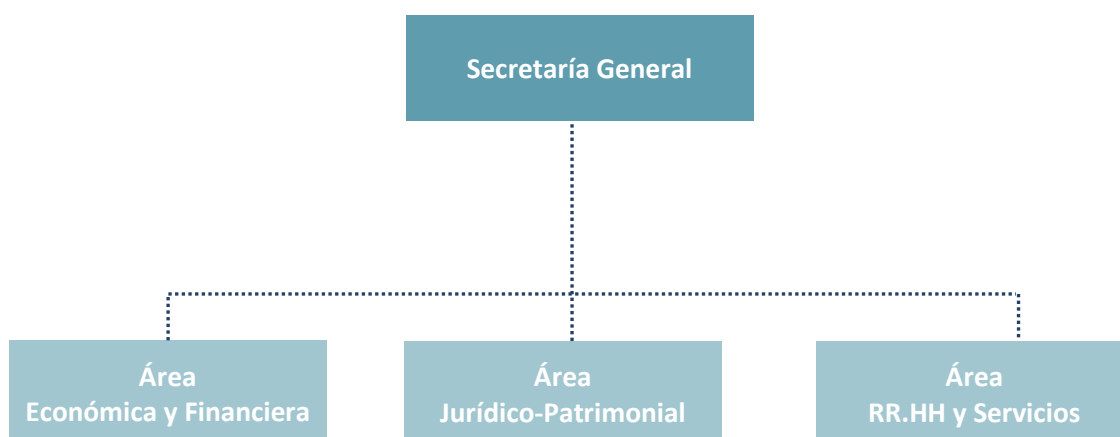 Secretaría General
Área
Económica y Financiera
Área
Jurídico-Patrimonial
Área
RR.HH y Servicios